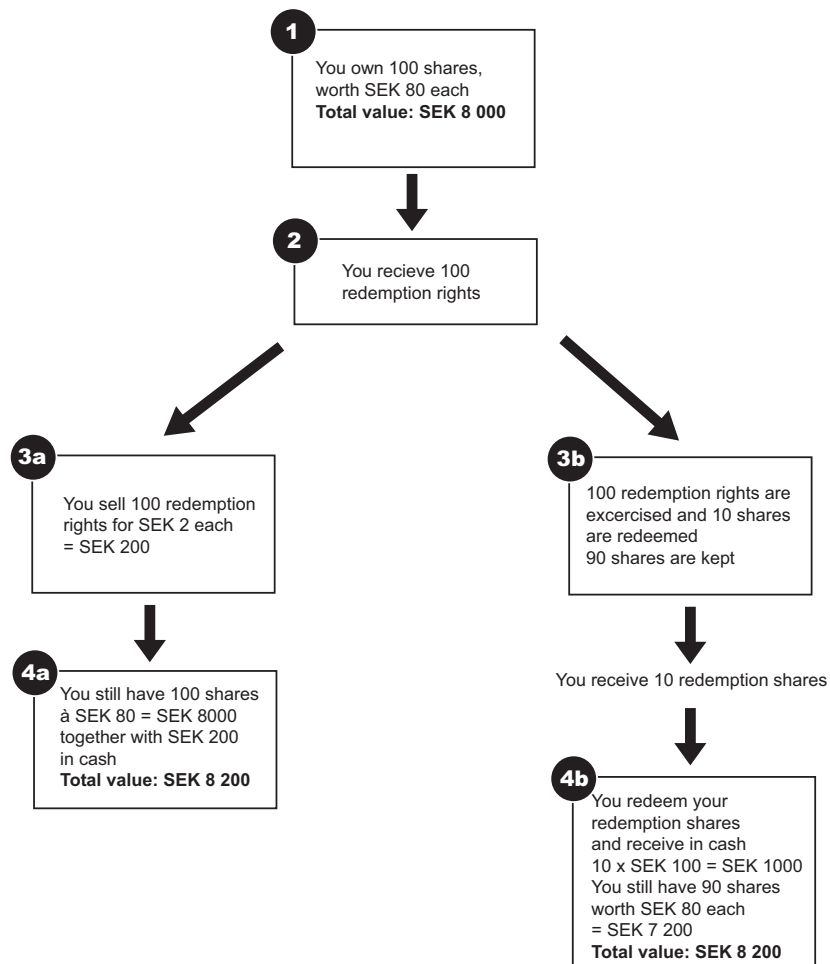 1
You own 100 shares,
worth SEK 80 each
Total value: SEK 8 000
2
You recieve 100
redemption rights
3a
You sell 100 redemption
rights for SEK 2 each
= SEK 200
4a
You still have 100 shares
à SEK 80 = SEK 8000
together with SEK 200
in cash
Total value: SEK 8 200
3b
100 redemption rights are
excercised and 10 shares
are redeemed
90 shares are kept
You receive 10 redemption shares
4b
You redeem your
redemption shares
and receive in cash
10 x SEK 100 = SEK 1000
You still have 90 shares
worth SEK 80 each
= SEK 7 200
Total value: SEK 8 200